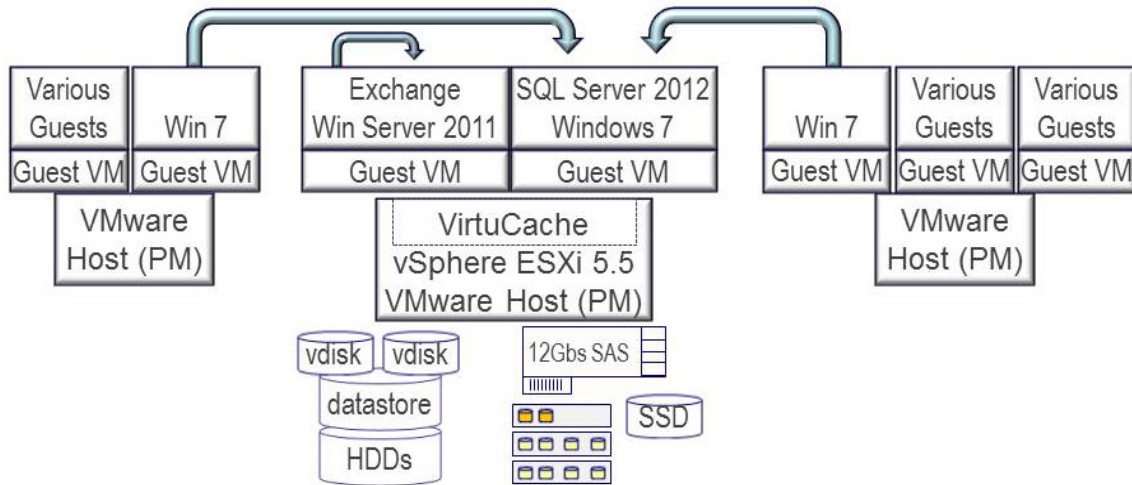 Various
Guests
Guest VM
Win 7
Guest VM
Exchange
Win Server 2011
Guest VM
SQL Server 2012
Windows 7
Guest VM
Win 7
Guest VM
Various
Guests
Guest VM
Various
Guests
Guest VM
VMware
Host (PM)
VirtuCache
vSphere ESXi 5.5
VMware Host (PM)
VMware
Host (PM)
vdisk
vdisk
datastore
HDDs
12Gbs SAS
SSD